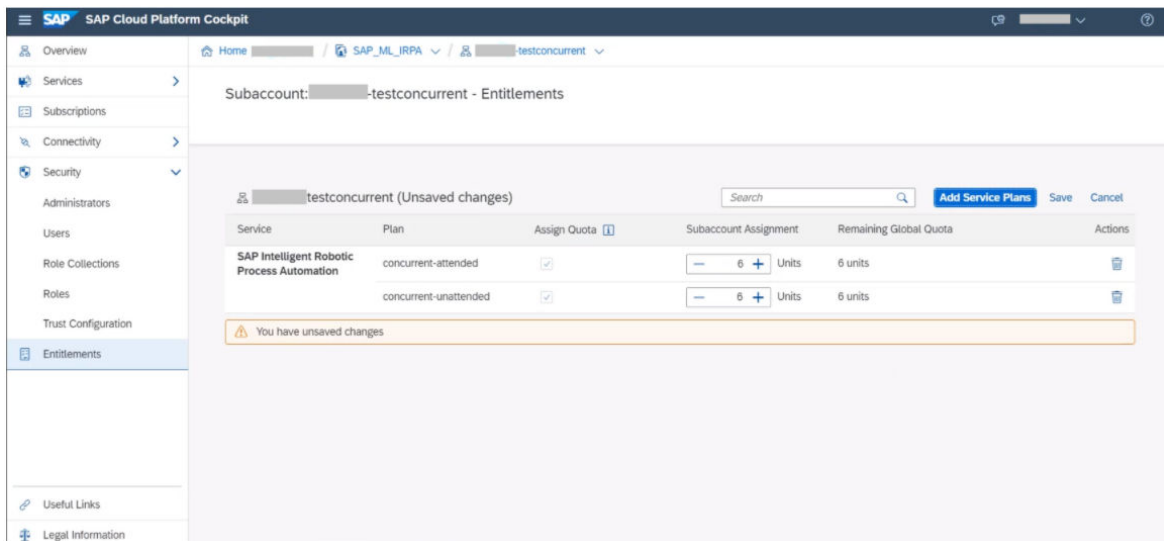 SAP SAP Cloud Platform Cockpit
Overview
Services
Subscriptions
Connectivity
Security
Administrators
Users
Role Collections
Roles
Trust Configuration
Entitlements
Useful Links
Legal Information
Home / SAP_ML_IRPA / -testconcurrent
Subaccount: -testconcurrent - Entitlements
testconcurrent (Unsaved changes) Search Add Service Plans Save Cancel
Service Plan Assign Quota Subaccount Assignment Remaining Global Quota Actions
SAP Intelligent Robotic
Process Automation
concurrent-attended 6 Units 6 units
concurrent-unattended 6 Units 6 units
You have unsaved changes